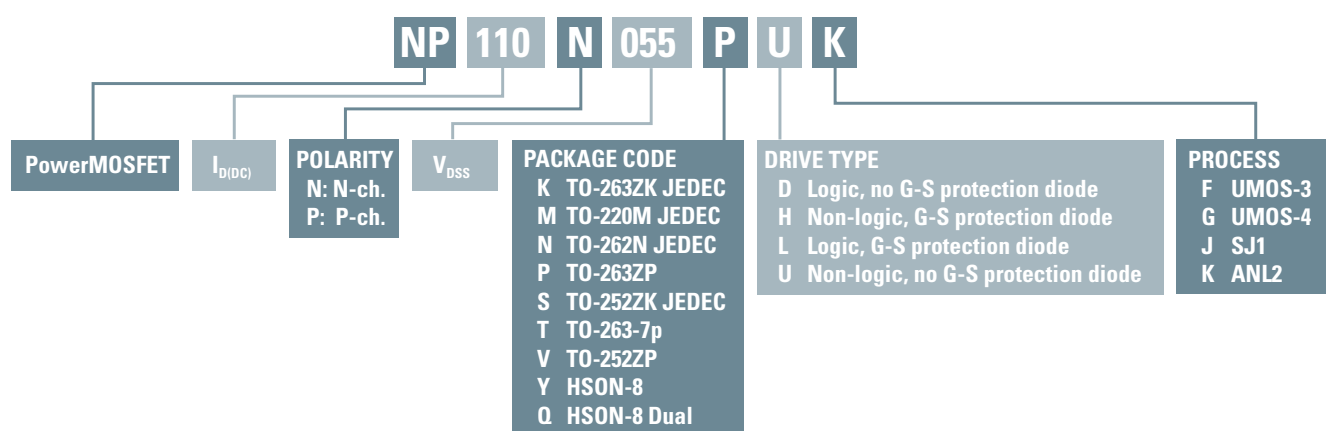 NP 110 N 055 P U K
PowerMOSFET
I_D(DC)
POLARITY
N: N-ch.
P: P-ch.
V_DSS
PACKAGE CODE
K TO-263ZK JEDEC
M TO-220M JEDEC
N TO-262N JEDEC
P TO-263ZP
S TO-252ZK JEDEC
T TO-263-7p
V TO-252ZP
Y HSON-8
Q HSON-8 Dual
DRIVE TYPE
D Logic, no G-S protection diode
H Non-logic, G-S protection diode
L Logic, G-S protection diode
U Non-logic, no G-S protection diode
PROCESS
F UMOS-3
G UMOS-4
J SJ1
K ANL2